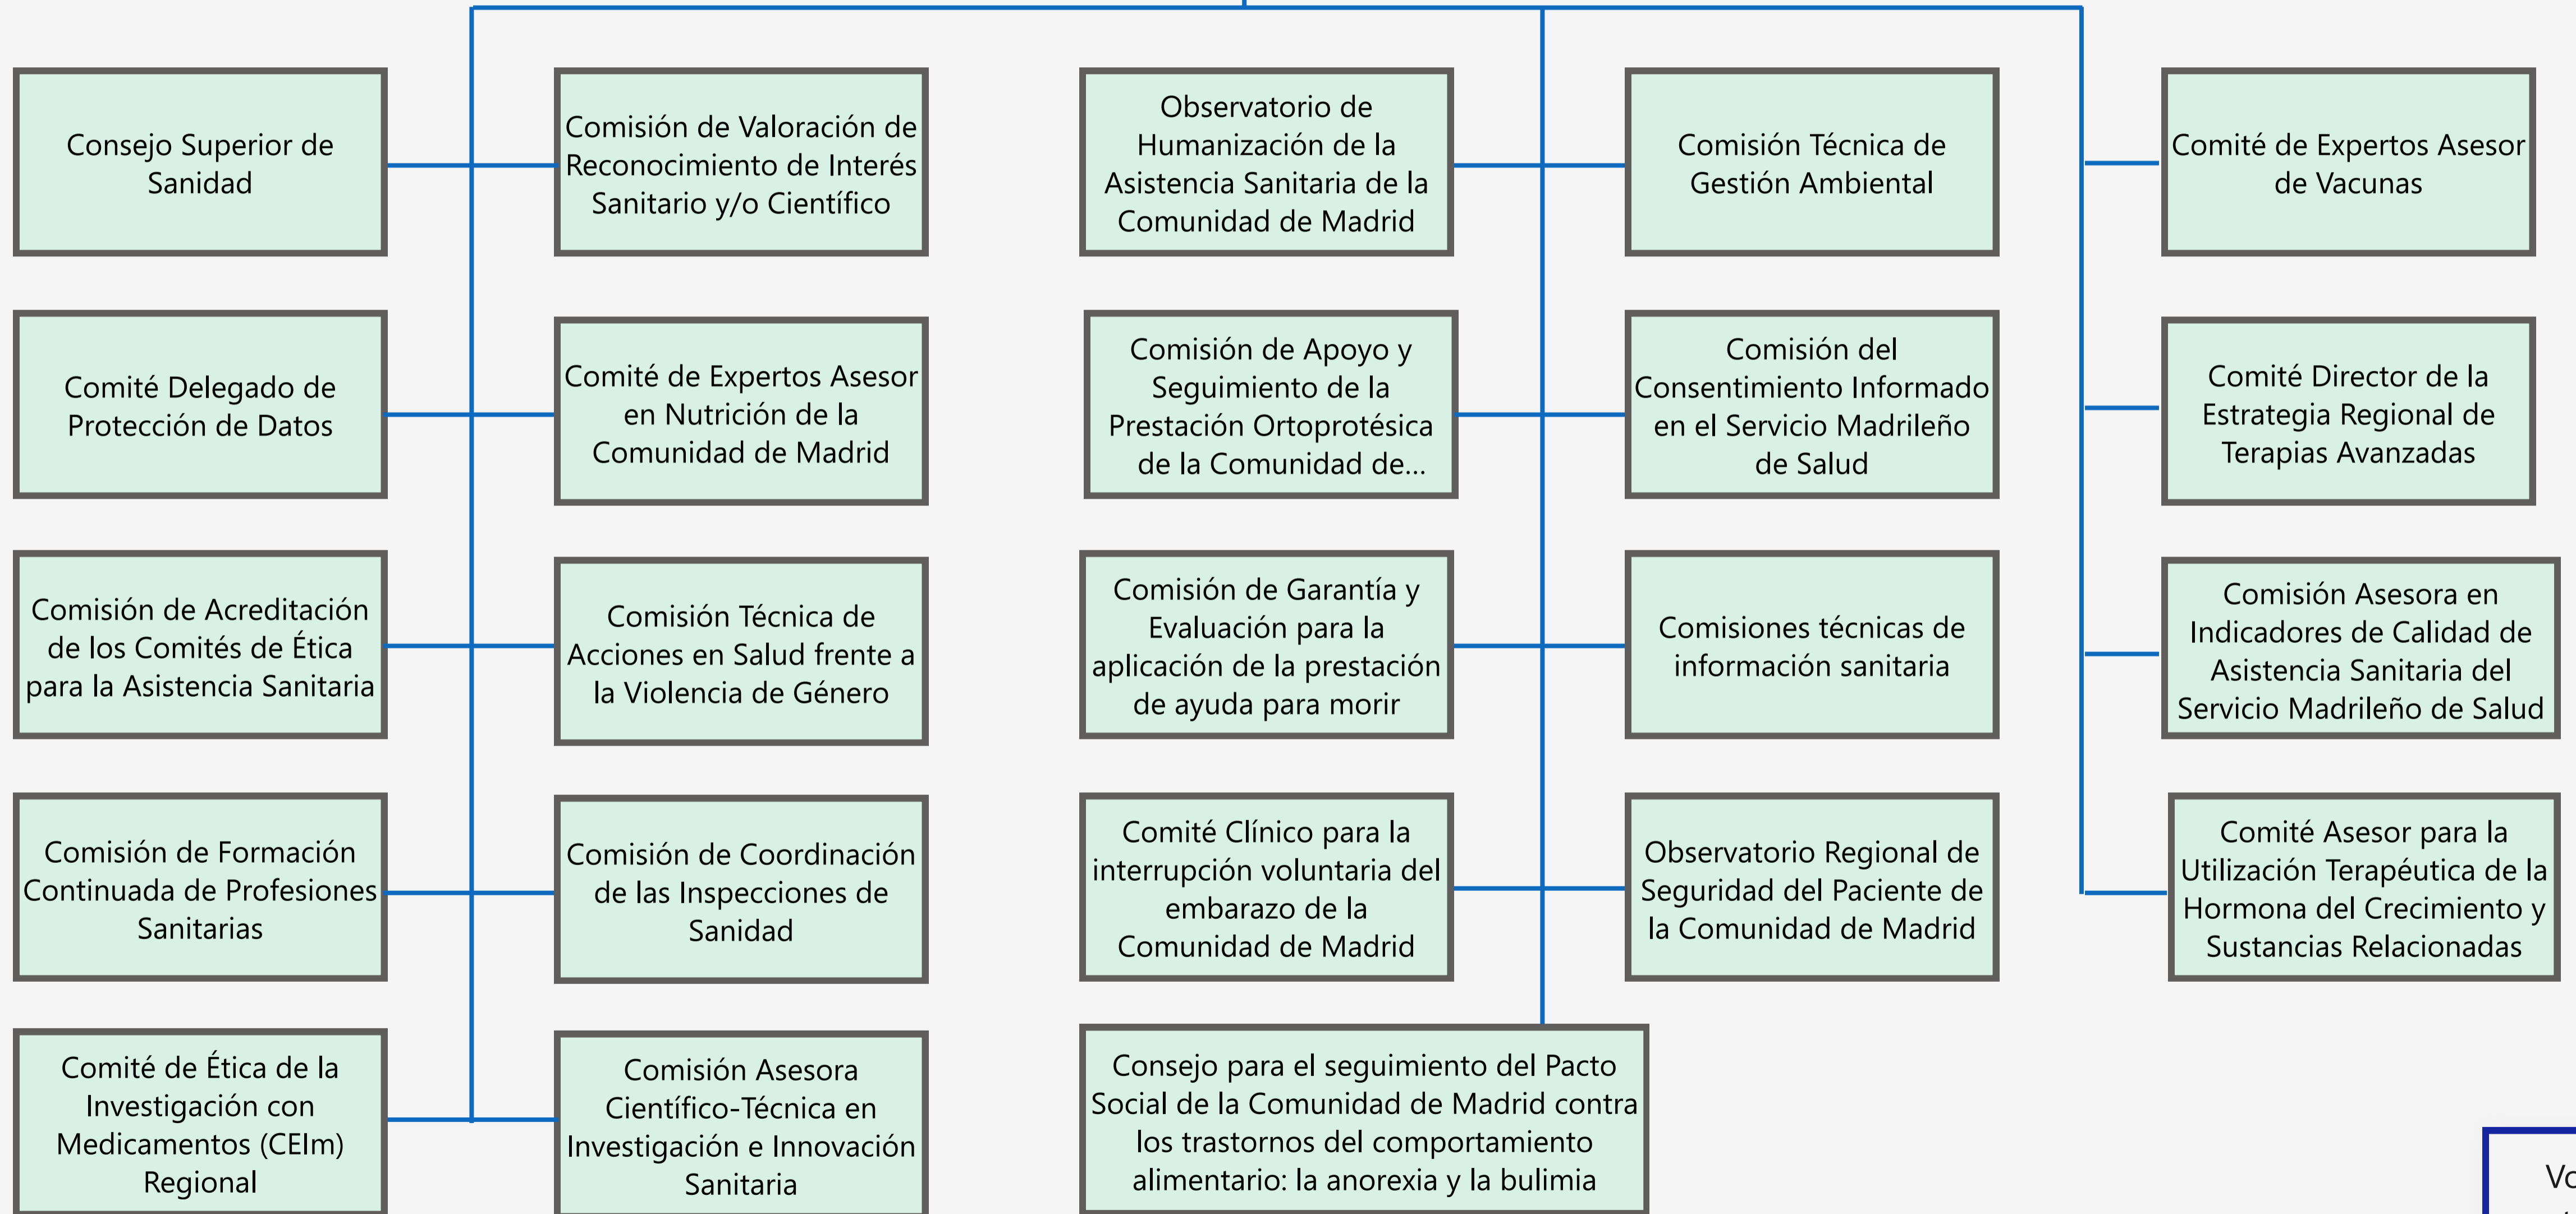 Consejo Superior de
Sanidad
Comisión de Valoración de
Reconocimiento de Interés
Sanitario y/o Científico
Observatorio de
Humanización de la
Asistencia Sanitaria de la
Comunidad de Madrid
Comisión Técnica de
Gestión Ambiental
Comité de Expertos Asesor
de Vacunas
Comité Delegado de
Protección de Datos
Comité de Expertos Asesor
en Nutrición de la
Comunidad de Madrid
Comisión de Apoyo y
Seguimiento de la
Prestación Ortoprotésica
de la Comunidad de...
Comisión del
Consentimiento Informado
en el Servicio Madrileño
de Salud
Comité Director de la
Estrategia Regional de
Terapias Avanzadas
Comisión de Acreditación
de los Comités de Ética
para la Asistencia Sanitaria
Comisión Técnica de
Acciones en Salud frente a
la Violencia de Género
Comisión de Garantía y
Evaluación para la
aplicación de la prestación
de ayuda para morir
Comisiones técnicas de
información sanitaria
Comisión Asesora en
Indicadores de Calidad de
Asistencia Sanitaria del
Servicio Madrileño de Salud
Comisión de Formación
Continuada de Profesiones
Sanitarias
Comisión de Coordinación
de las Inspecciones de
Sanidad
Comité Clínico para la
interrupción voluntaria del
embarazo de la
Comunidad de Madrid
Observatorio Regional de
Seguridad del Paciente de
la Comunidad de Madrid
Comité Asesor para la
Utilización Terapéutica de la
Hormona del Crecimiento y
Sustancias Relacionadas
Comité de Ética de la
Investigación con
Medicamentos (CEIm)
Regional
Comisión Asesora
Científico-Técnica en
Investigación e Innovación
Sanitaria
Consejo para el seguimiento del Pacto
Social de la Comunidad de Madrid contra
los trastornos del comportamiento
alimentario: la anorexia y la bulimia